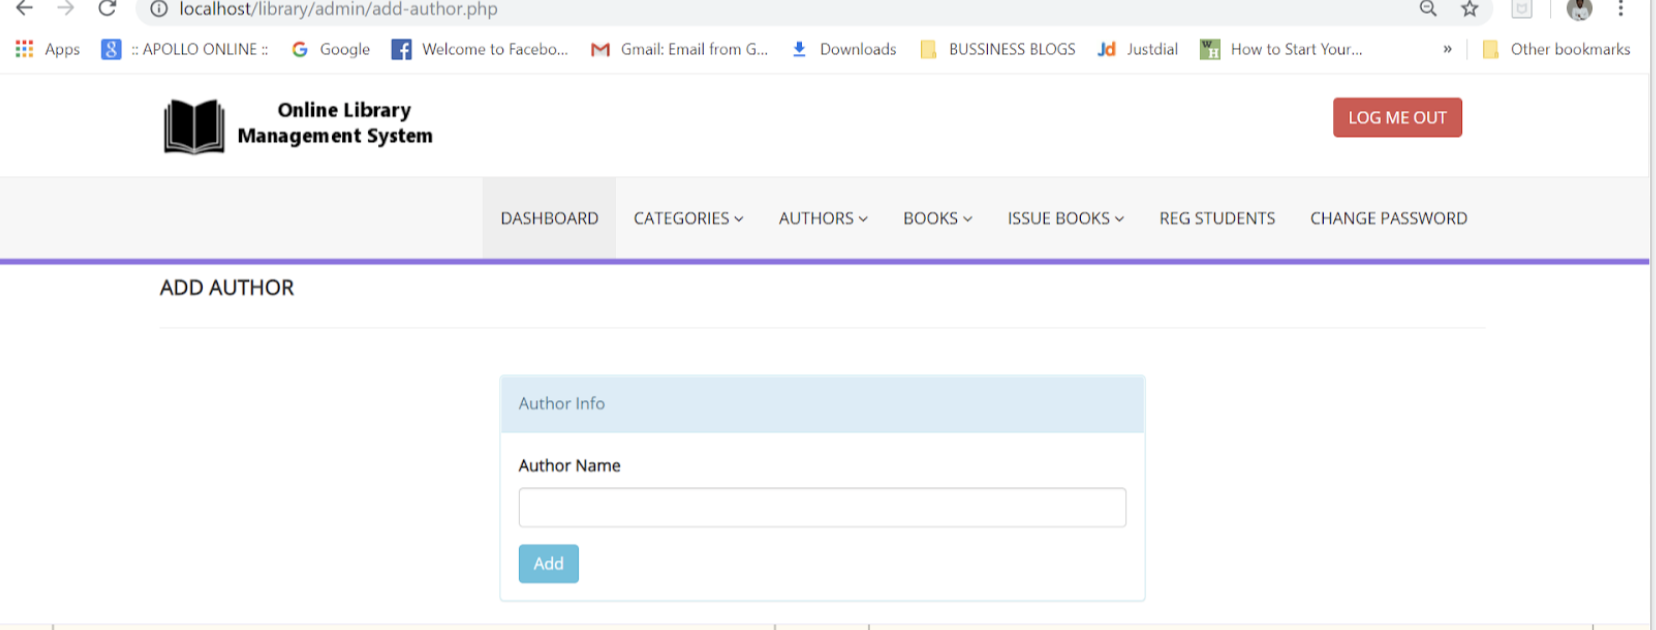 localhost/library/admin/add-author.php
Apps :: APOLLO ONLINE :: Google Welcome to Facebo... Gmail: Email from G... Downloads BUSSINESS BLOGS Jd Justdial How to Start Your... » Other bookmarks
Online Library
Management System
LOG ME OUT
DASHBOARD CATEGORIES AUTHORS BOOKS ISSUE BOOKS REG STUDENTS CHANGE PASSWORD
ADD AUTHOR
Author Info
Author Name
Add